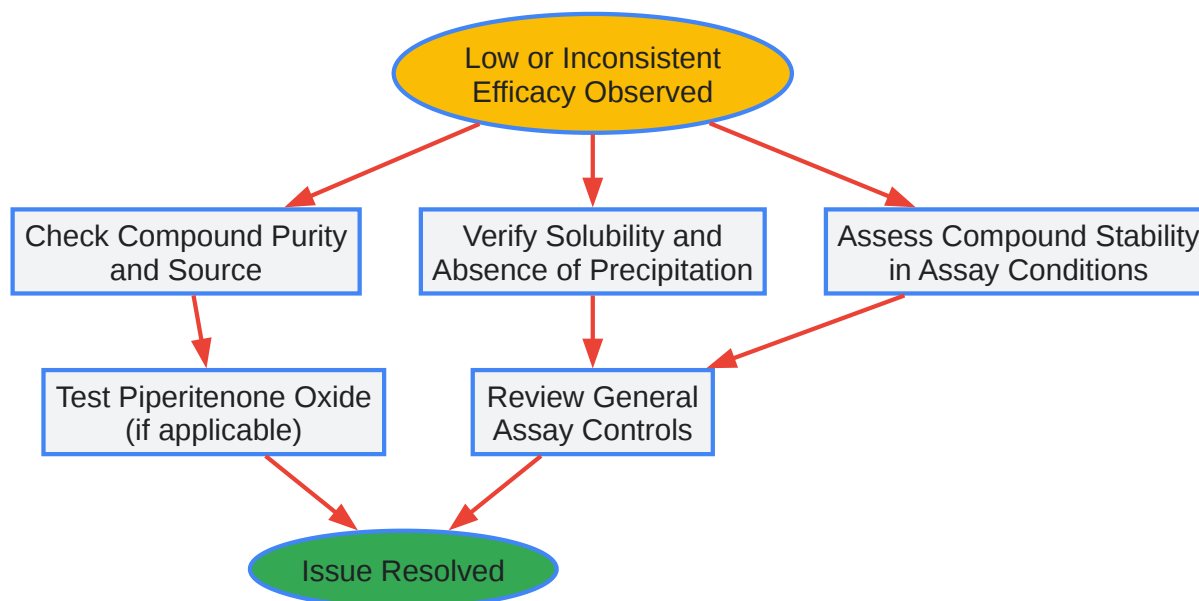 Low or Inconsistent
Efficacy Observed
Check Compound Purity
and Source
Verify Solubility and
Absence of Precipitation
Assess Compound Stability
in Assay Conditions
Test Piperitenone Oxide
(if applicable)
Review General
Assay Controls
Issue Resolved